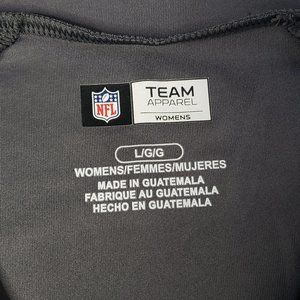 NFL
TEAM
APPAREL
WOMENS
L/G/G
WOMENS/FEMMES/MUJERES
MADE IN GUATEMALA
FABRIQUE AU GUATEMALA
HECHO EN GUATEMALA